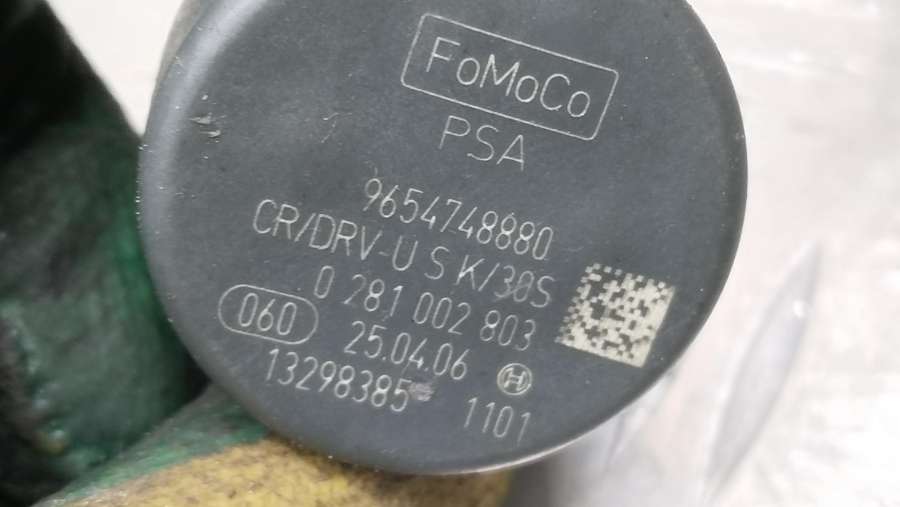 FoMoCo
PSA
9654748880
CR/DRV-U S K/30S
0 281 002 803
060 25.04.06
13298385 1101